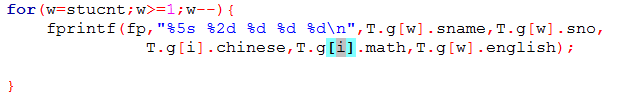 for(w=stucnt;w>=1;w--){
fprintf(fp,"%5s %2d %d %d %d\n",T.g[w].sname,T.g[w].sno,
T.g[i].chinese,T.g[i].math,T.g[w].english);
}